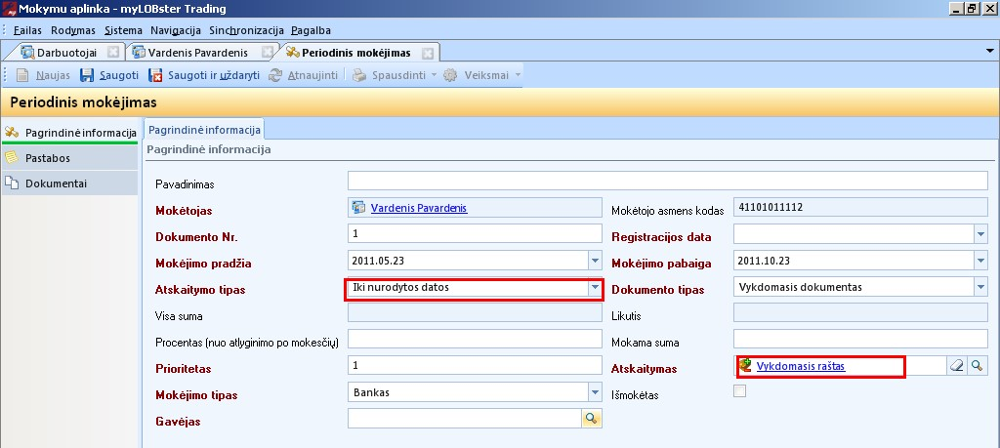 Mokymu aplinka - myLOBster Trading
Failas Rodymas Sistema Navigacija Sinchronizacija Pagalba
Darbuotojai Vardenis Pavardenis Periodinis mokėjimas
Naujas Saugoti Saugoti ir uždaryti Atnaujinti Spausdinti Veiksmai
Periodinis mokėjimas
Pagrindinė informacija
Pastabos
Dokumentai
Pagrindinė informacija
Pagrindinė informacija
Pavadinimas
Mokėtojas Vardenis Pavardenis Mokėtojo asmens kodas 41101011112
Dokumento Nr. 1 Registracijos data
Mokėjimo pradžia 2011.05.23 Mokėjimo pabaiga 2011.10.23
Atskaitymo tipas Iki nurodytos datos Dokumento tipas Vykdomasis dokumentas
Visa suma Likutis
Procentas (nuo atlyginimo po mokesčių) Mokama suma
Prioritetas 1 Atskaitymas Vykdomasis raštas
Mokėjimo tipas Bankas Išmokėtas
Gavėjas